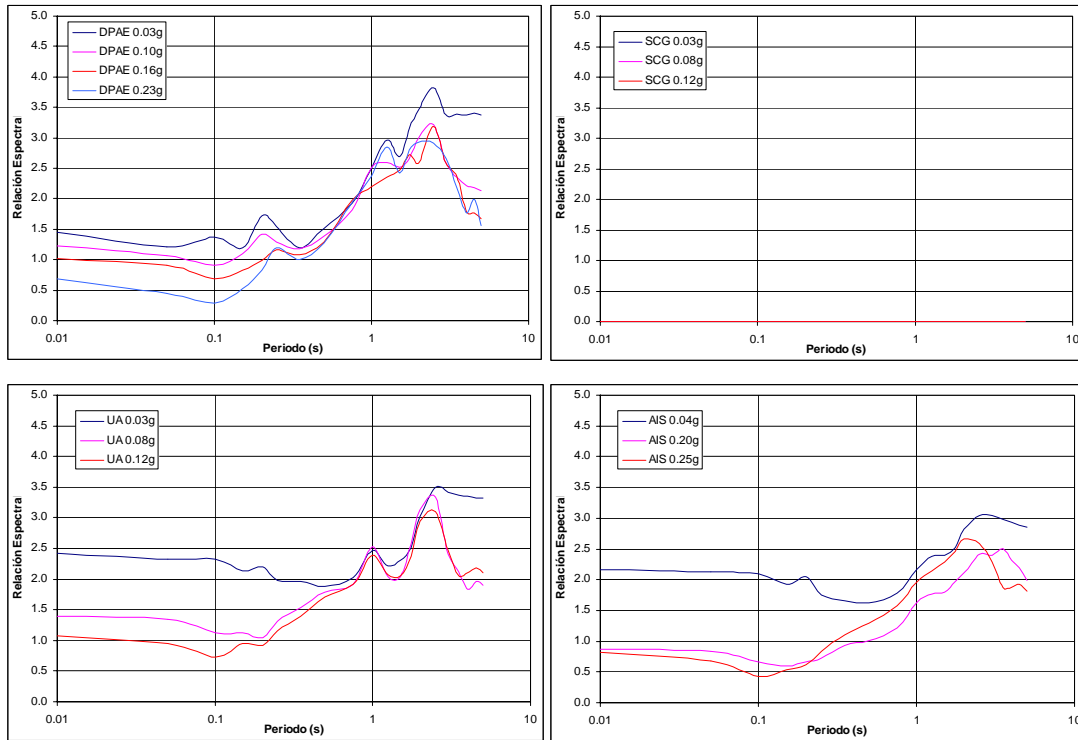 5.0
4.5
4.0
3.5
3.0
2.5
2.0
1.5
1.0
0.5
0.0
Relación Espectral
DPAE 0.03g
DPAE 0.10g
DPAE 0.16g
DPAE 0.23g
0.01
0.1
1
10
Periodo (s)
5.0
4.5
4.0
3.5
3.0
2.5
2.0
1.5
1.0
0.5
0.0
Relación Espectral
SCG 0.03g
SCG 0.08g
SCG 0.12g
0.01
0.1
1
10
Periodo (s)
5.0
4.5
4.0
3.5
3.0
2.5
2.0
1.5
1.0
0.5
0.0
Relación Espectral
UA 0.03g
UA 0.08g
UA 0.12g
0.01
0.1
1
10
Periodo (s)
5.0
4.5
4.0
3.5
3.0
2.5
2.0
1.5
1.0
0.5
0.0
Relación Espectral
AIS 0.04g
AIS 0.20g
AIS 0.25g
0.01
0.1
1
10
Periodo (s)